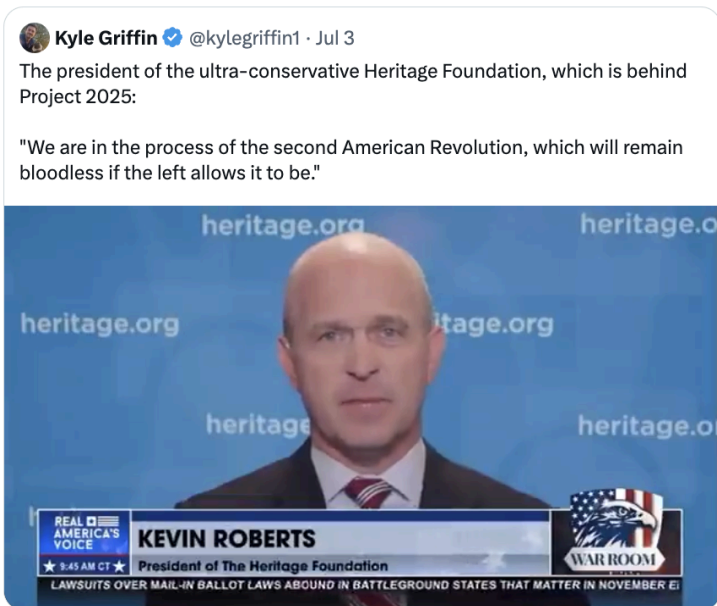 Kyle Griffin @kylegriffin1 · Jul 3
The president of the ultra-conservative Heritage Foundation, which is behind
Project 2025:
"We are in the process of the second American Revolution, which will remain
bloodless if the left allows it to be."
heritage.org
heritage.o
heritage.org
itage.org
heritage
heritage.o
REAL
AMERICA'S
VOICE
9:45 AM CT
KEVIN ROBERTS
President of The Heritage Foundation
WAR ROOM
LAWSUITS OVER MAIL-IN BALLOT LAWS ABOUND IN BATTLEGROUND STATES THAT MATTER IN NOVEMBER